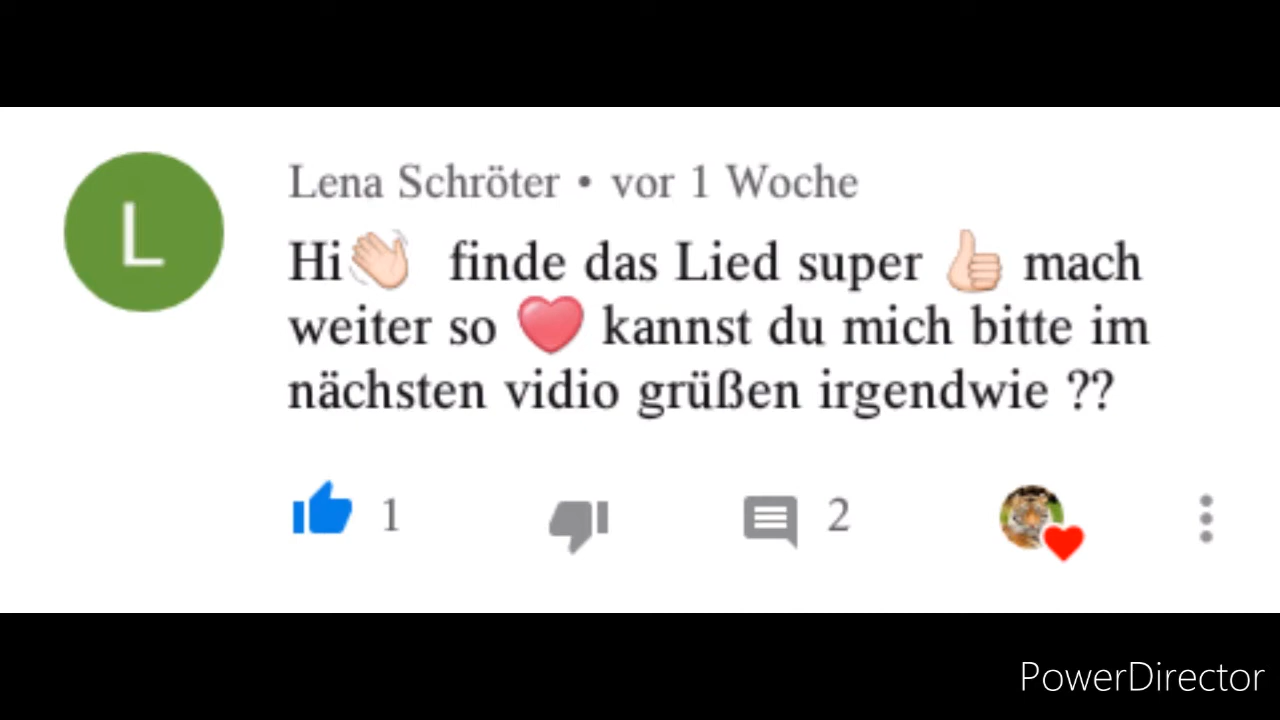 L
Lena Schröter • vor 1 Woche
Hi👋🏻 finde das Lied super 👍🏻 mach
weiter so ❤ kannst du mich bitte im
nächsten vidio grüßen irgendwie ??
1 2
PowerDirector